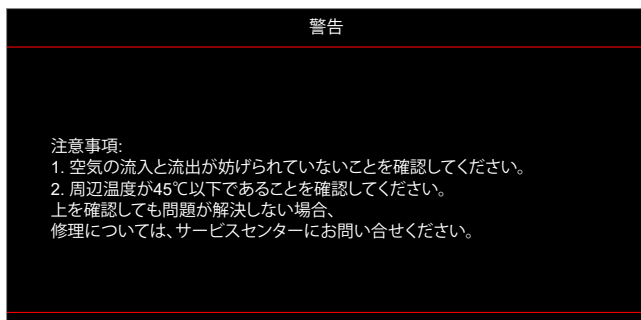 警告
注意事項:
1. 空気の流入と流出が妨げられていないことを確認してください。
2. 周辺温度が45℃以下であることを確認してください。
上を確認しても問題が解決しない場合、
修理については、サービスセンターにお問い合せください。